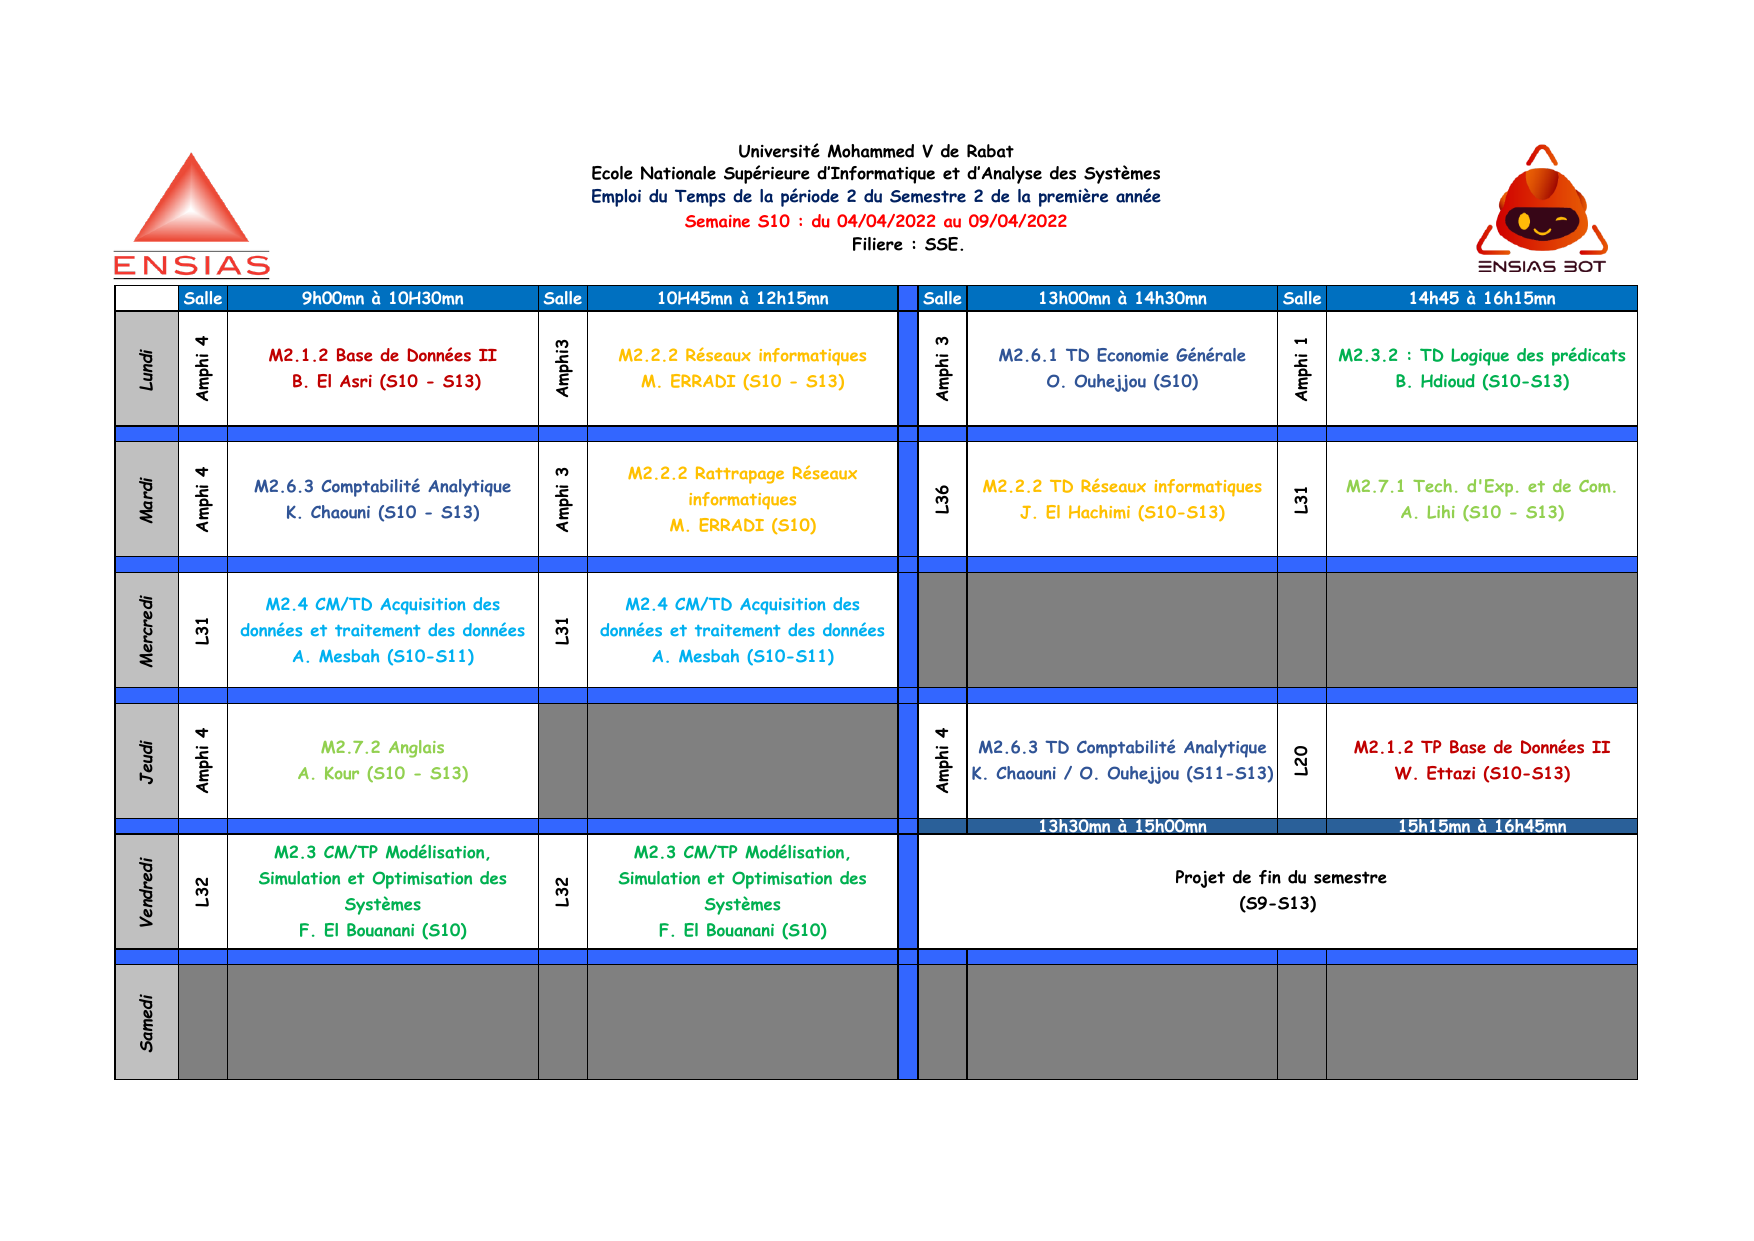 Université Mohammed V de Rabat
Ecole Nationale Supérieure d’Informatique et d’Analyse des Systèmes
Emploi du Temps de la période 2 du Semestre 2 de la première année
Semaine S10 : du 04/04/2022 au 09/04/2022
Filiere : SSE.
ENSIAS
ENSIAS BOT
Salle 9h00mn à 10H30mn Salle 10H45mn à 12h15mn Salle 13h00mn à 14h30mn Salle 14h45 à 16h15mn
Lundi
Amphi 4
M2.1.2 Base de Données II
B. El Asri (S10 - S13)
Amphi3
M2.2.2 Réseaux informatiques
M. ERRADI (S10 - S13)
Amphi 3
M2.6.1 TD Economie Générale
O. Ouhejjou (S10)
Amphi 1
M2.3.2 : TD Logique des prédicats
B. Hdioud (S10-S13)
Mardi
Amphi 4
M2.6.3 Comptabilité Analytique
K. Chaouni (S10 - S13)
Amphi 3
M2.2.2 Rattrapage Réseaux
informatiques
M. ERRADI (S10)
L36
M2.2.2 TD Réseaux informatiques
J. El Hachimi (S10-S13)
L31
M2.7.1 Tech. d'Exp. et de Com.
A. Lihi (S10 - S13)
Mercredi
L31
M2.4 CM/TD Acquisition des
données et traitement des données
A. Mesbah (S10-S11)
L31
M2.4 CM/TD Acquisition des
données et traitement des données
A. Mesbah (S10-S11)
Jeudi
Amphi 4
M2.7.2 Anglais
A. Kour (S10 - S13)
Amphi 4
M2.6.3 TD Comptabilité Analytique
K. Chaouni / O. Ouhejjou (S11-S13)
L20
M2.1.2 TP Base de Données II
W. Ettazi (S10-S13)
13h30mn à 15h00mn 15h15mn à 16h45mn
Vendredi
L32
M2.3 CM/TP Modélisation,
Simulation et Optimisation des
Systèmes
F. El Bouanani (S10)
L32
M2.3 CM/TP Modélisation,
Simulation et Optimisation des
Systèmes
F. El Bouanani (S10)
Projet de fin du semestre
(S9-S13)
Samedi